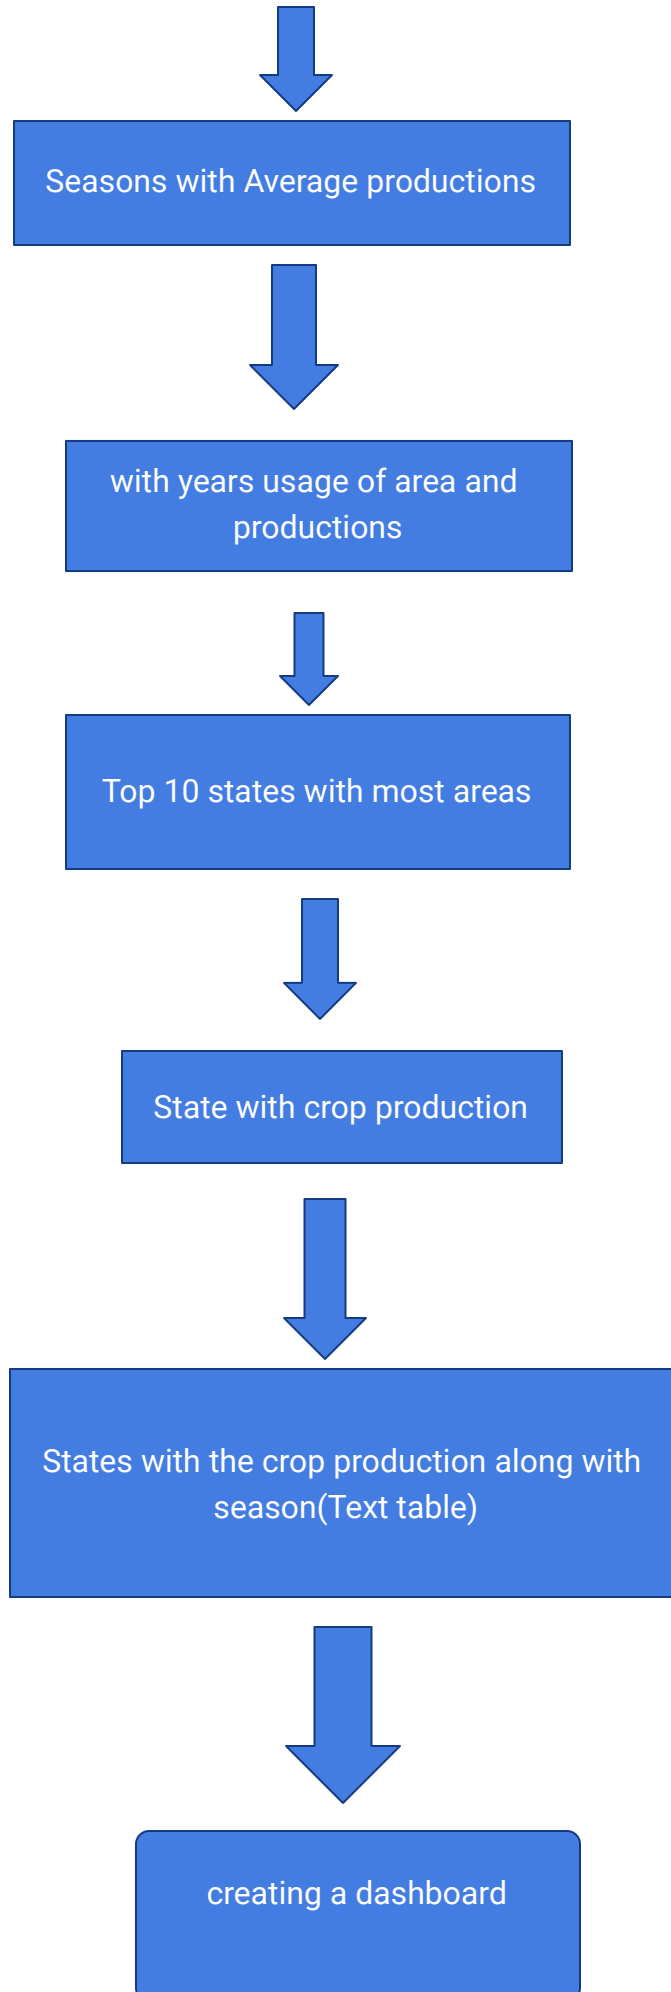 Seasons with Average productions
with years usage of area and
productions
Top 10 states with most areas
State with crop production
States with the crop production along with
season(Text table)
creating a dashboard